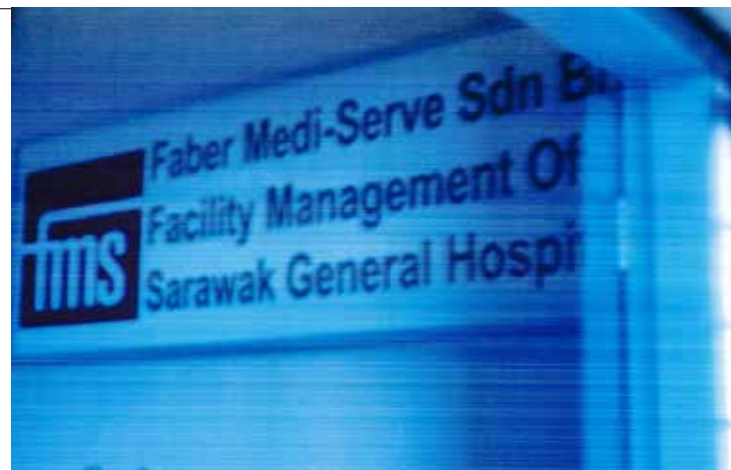 Faber Medi-Serve Sdn B
Facility Management Of
Sarawak General Hospi
fms